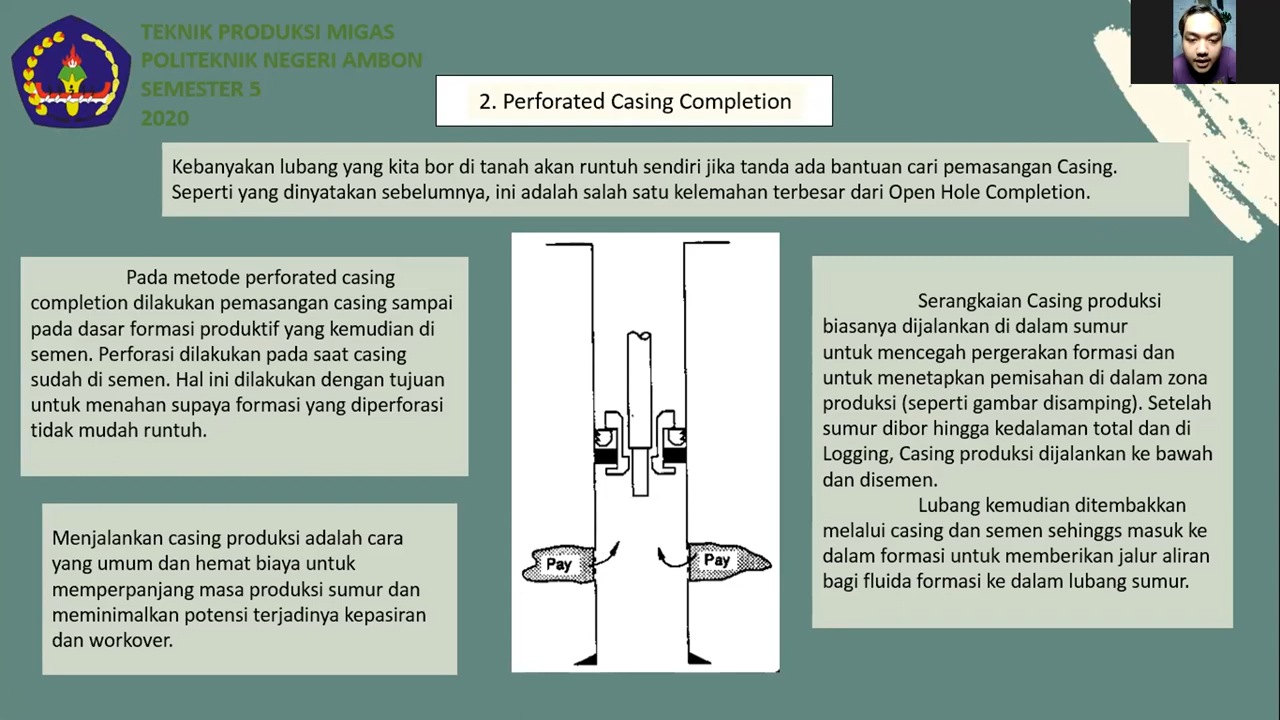 TEKNIK PRODUKSI MIGAS
POLITEKNIK NEGERI AMBON
SEMESTER 5
2020
2. Perforated Casing Completion
Kebanyakan lubang yang kita bor di tanah akan runtuh sendiri jika tanda ada bantuan cari pemasangan Casing.
Seperti yang dinyatakan sebelumnya, ini adalah salah satu kelemahan terbesar dari Open Hole Completion.
Pada metode perforated casing
completion dilakukan pemasangan casing sampai
pada dasar formasi produktif yang kemudian di
semen. Perforasi dilakukan pada saat casing
sudah di semen. Hal ini dilakukan dengan tujuan
untuk menahan supaya formasi yang diperforasi
tidak mudah runtuh.
Menjalankan casing produksi adalah cara
yang umum dan hemat biaya untuk
memperpanjang masa produksi sumur dan
meminimalkan potensi terjadinya kepasiran
dan workover.
Pay
Pay
Serangkaian Casing produksi
biasanya dijalankan di dalam sumur
untuk mencegah pergerakan formasi dan
untuk menetapkan pemisahan di dalam zona
produksi (seperti gambar disamping). Setelah
sumur dibor hingga kedalaman total dan di
Logging, Casing produksi dijalankan ke bawah
dan disemen.
Lubang kemudian ditembakkan
melalui casing dan semen sehinggs masuk ke
dalam formasi untuk memberikan jalur aliran
bagi fluida formasi ke dalam lubang sumur.